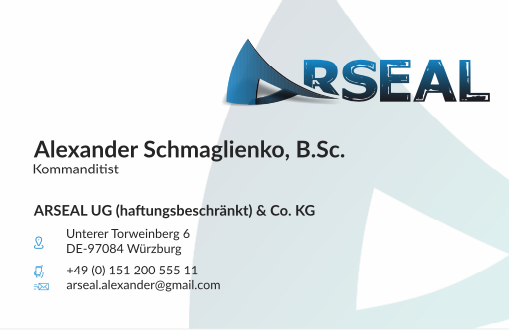 ARSEAL
Alexander Schmaglienko, B.Sc.
Kommanditist
ARSEAL UG (haftungsbeschränkt) & Co. KG
Unterer Torweinberg 6
DE-97084 Würzburg
+49 (0) 151 200 555 11
arseal.alexander@gmail.com